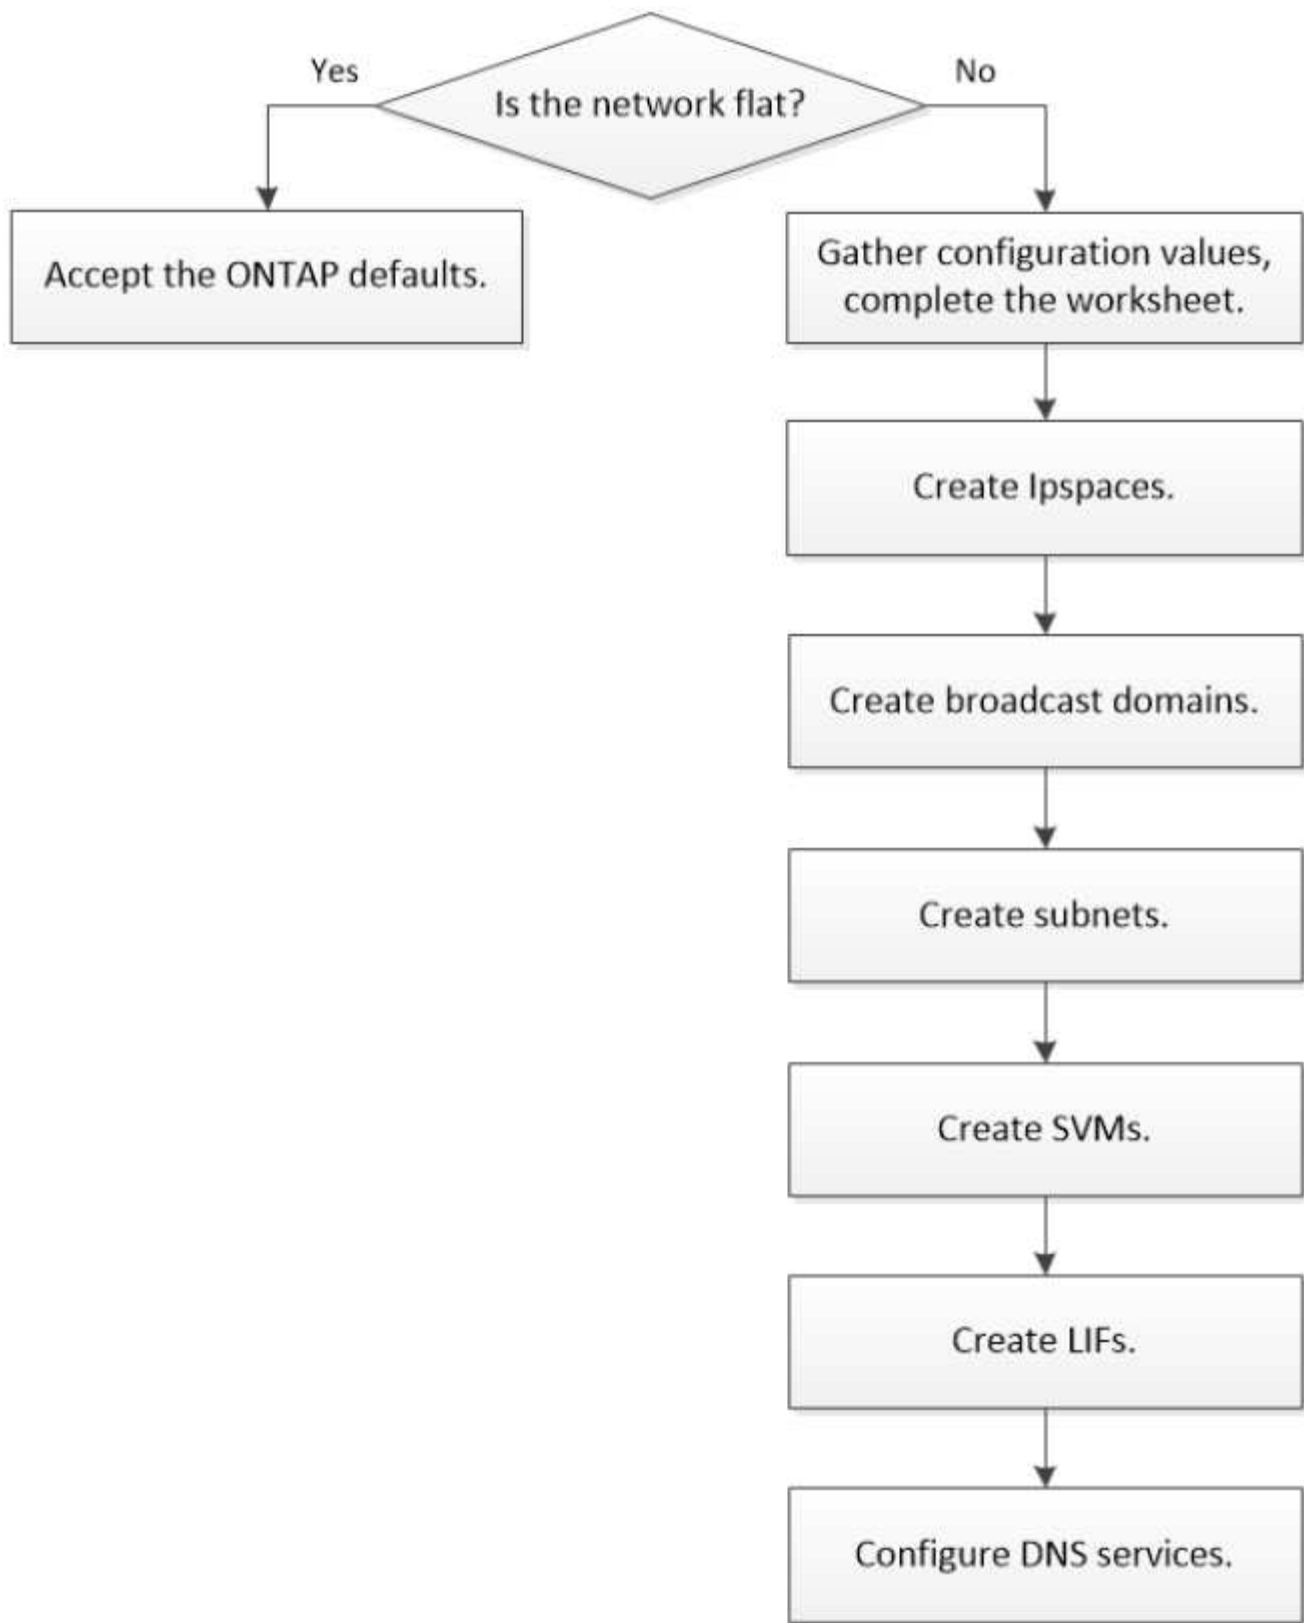 Is the network flat?
Yes
No
Accept the ONTAP defaults.
Gather configuration values,
complete the worksheet.
Create Ipspaces.
Create broadcast domains.
Create subnets.
Create SVMs.
Create LIFs.
Configure DNS services.